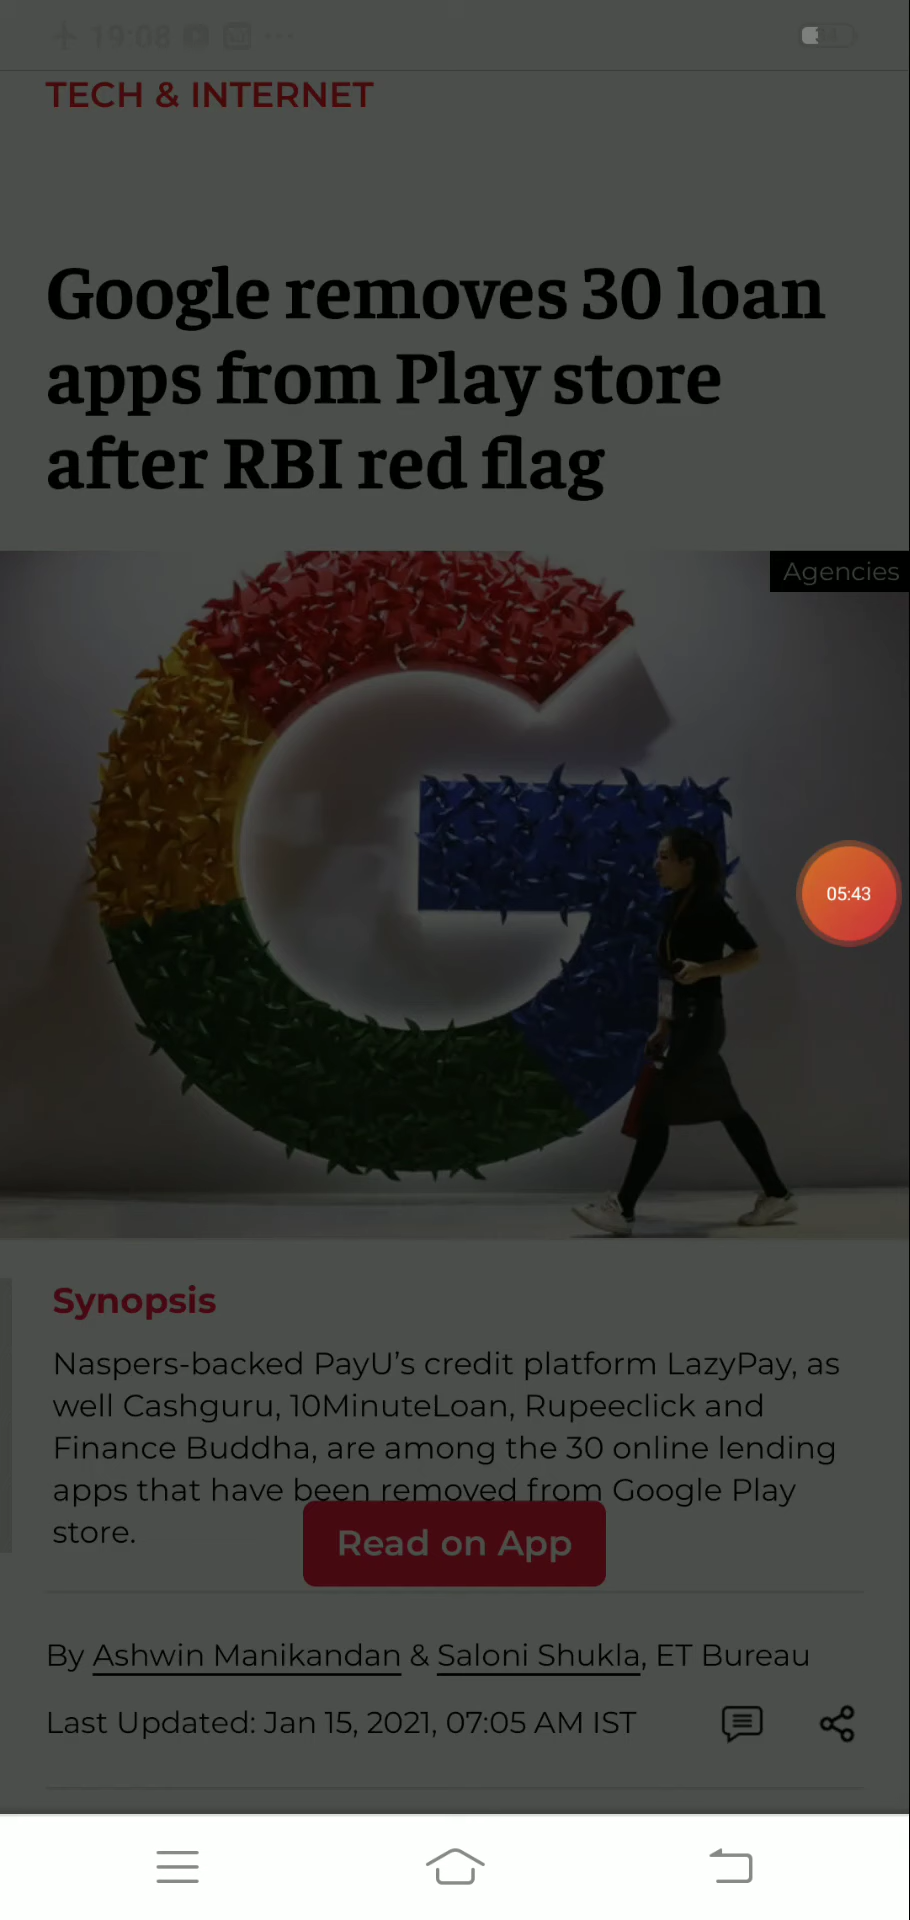 19:08
TECH & INTERNET
Google removes 30 loan
apps from Play store
after RBI red flag
Agencies
05:43
Synopsis
Naspers-backed PayU’s credit platform LazyPay, as
well Cashguru, 10MinuteLoan, Rupeeclick and
Finance Buddha, are among the 30 online lending
apps that have been removed from Google Play
store.
Read on App
By Ashwin Manikandan & Saloni Shukla, ET Bureau
Last Updated: Jan 15, 2021, 07:05 AM IST